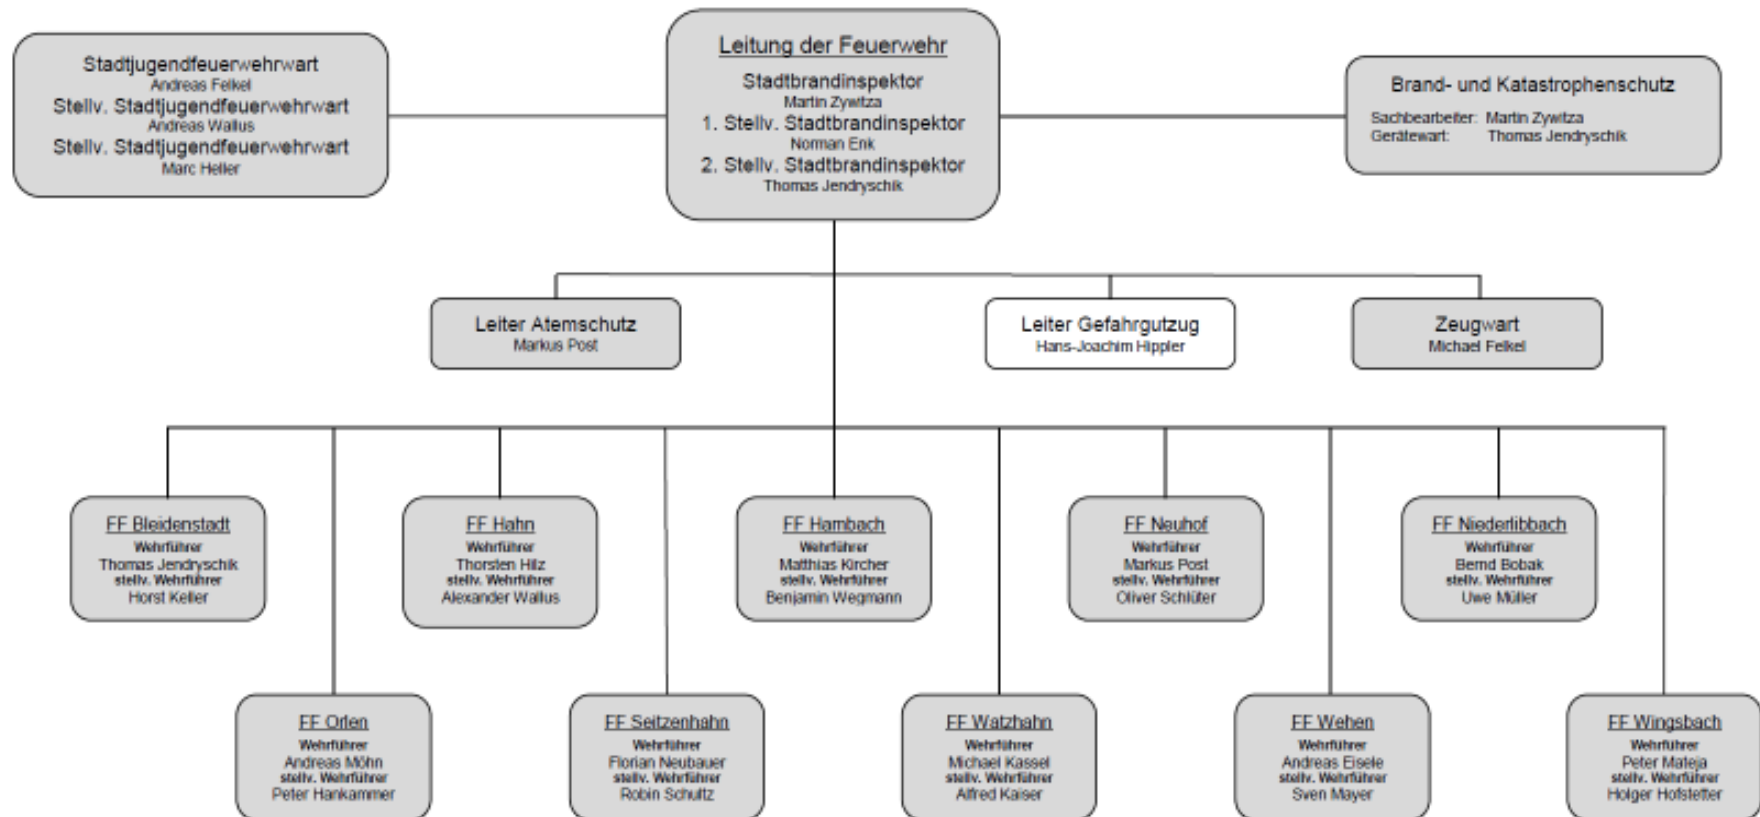 Stadtjugendfeuerwehrwart
Andreas Felkel
Stellv. Stadtjugendfeuerwehrwart
Andreas Wallus
Stellv. Stadtjugendfeuerwehrwart
Marc Heller
Leitung der Feuerwehr
Stadtbrandinspektor
Martin Zywitza
1. Stellv. Stadtbrandinspektor
Norman Enk
2. Stellv. Stadtbrandinspektor
Thomas Jendryschik
Brand- und Katastrophenschutz
Sachbearbeiter: Martin Zywitza
Gerätewart: Thomas Jendryschik
Leiter Atemschutz
Markus Post
Leiter Gefahrgutzug
Hans-Joachim Hippler
Zeugwart
Michael Felkel
FF Bleidenstadt
Wehrführer
Thomas Jendryschik
stellv. Wehrführer
Horst Keller
FF Hahn
Wehrführer
Thorsten Hilz
stellv. Wehrführer
Alexander Wallus
FF Hambach
Wehrführer
Matthias Kircher
stellv. Wehrführer
Benjamin Wegmann
FF Neuhof
Wehrführer
Markus Post
stellv. Wehrführer
Oliver Schlüter
FF Niederlibbach
Wehrführer
Bernd Bobak
stellv. Wehrführer
Uwe Müller
FF Orlen
Wehrführer
Andreas Möhn
stellv. Wehrführer
Peter Hankammer
FF Seitzenhahn
Wehrführer
Florian Neubauer
stellv. Wehrführer
Robin Schultz
FF Watzhahn
Wehrführer
Michael Kassel
stellv. Wehrführer
Alfred Kaiser
FF Wehen
Wehrführer
Andreas Eisele
stellv. Wehrführer
Sven Mayer
FF Wingsbach
Wehrführer
Peter Mateja
stellv. Wehrführer
Holger Hofstetter